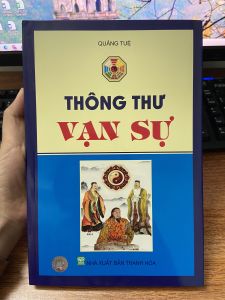 QUẢNG TUỆ
THÔNG THƯ
VẠN SỰ
NHÀ XUẤT BẢN THANH HÓA